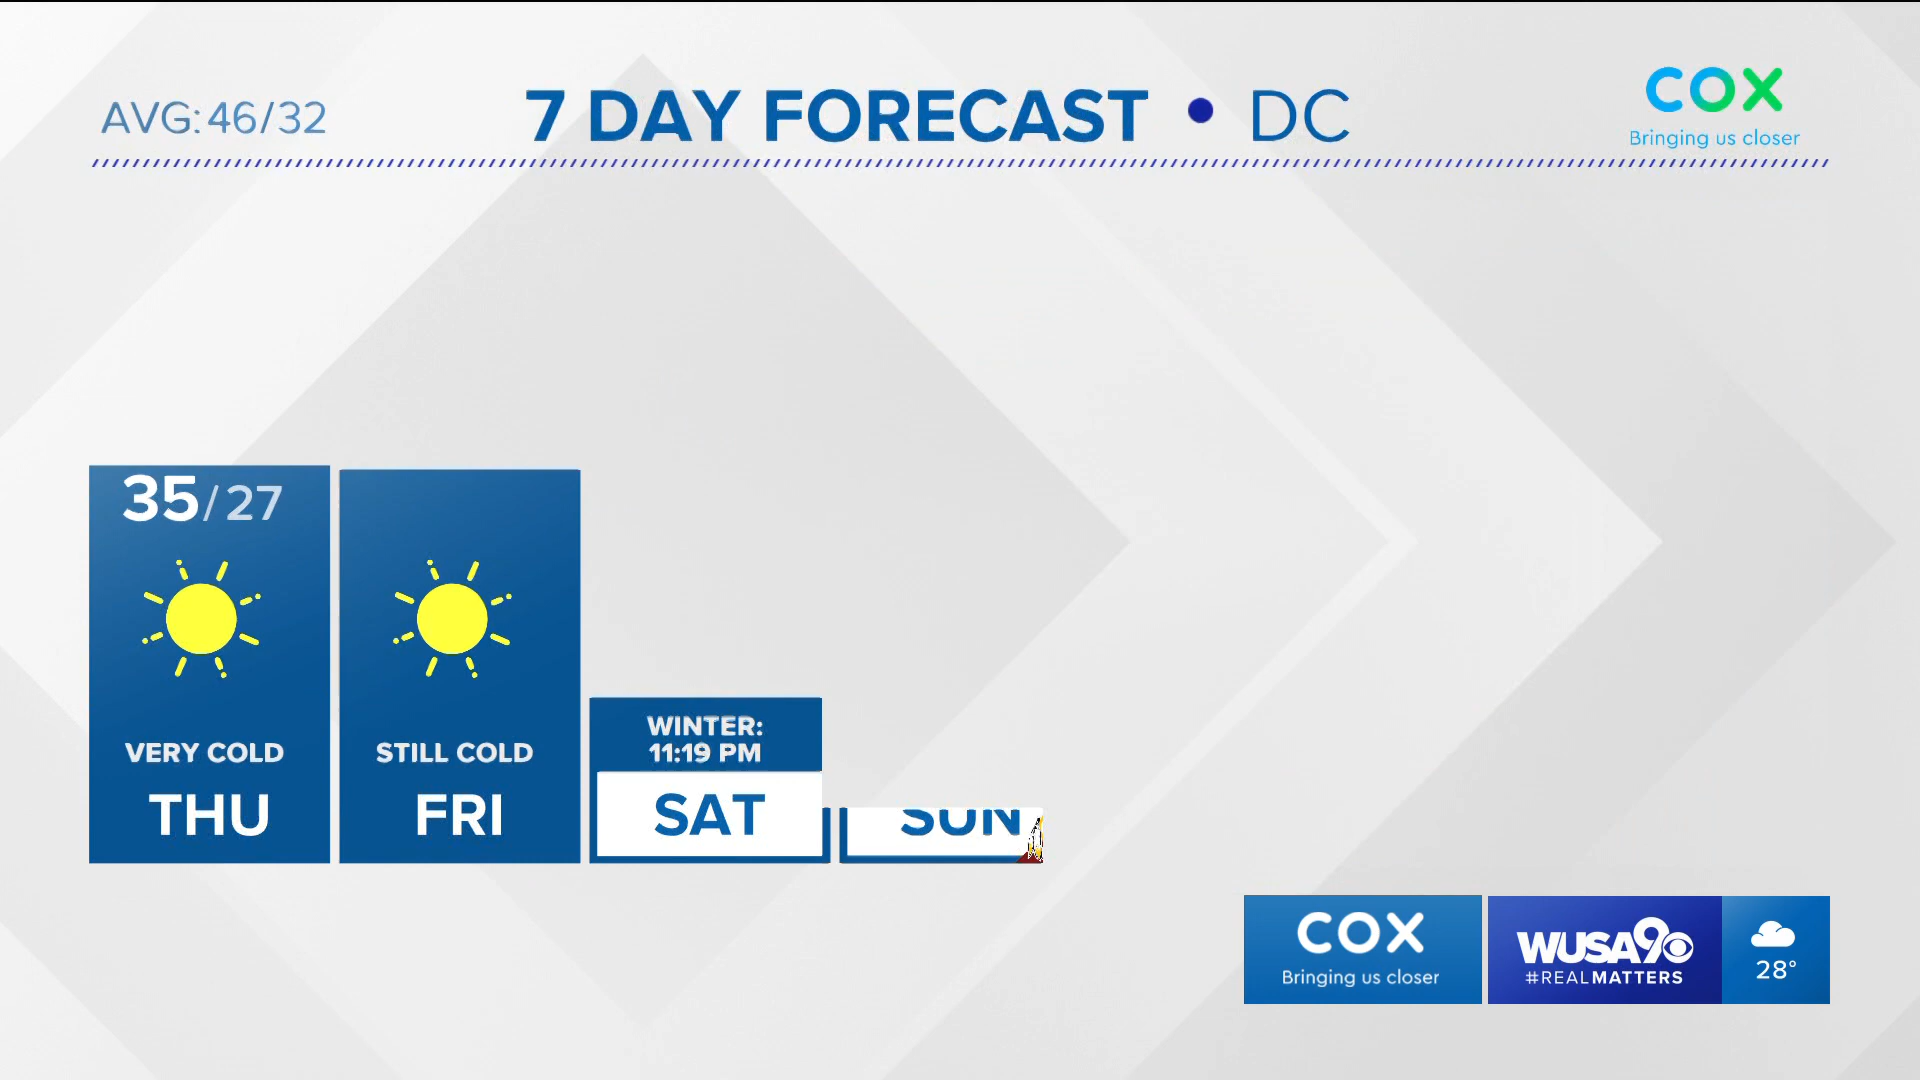 AVG: 46/32
7 DAY FORECAST • DC
COX
Bringing us closer
35/27
VERY COLD
THU
STILL COLD
FRI
WINTER:
11:19 PM
SAT
SUN
COX
Bringing us closer
WUSA9
#REALMATTERS
28°